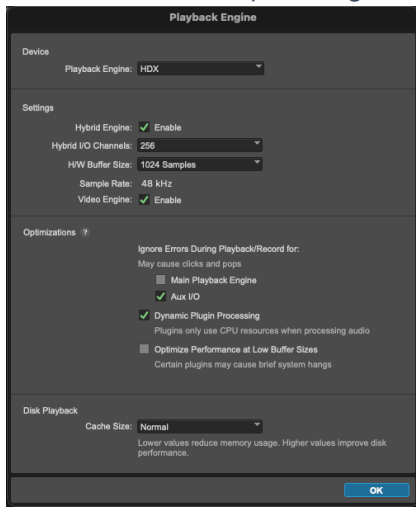 Playback Engine
Device
Playback Engine: HDX
Settings
Hybrid Engine: Enable
Hybrid I/O Channels: 256
H/W Buffer Size: 1024 Samples
Sample Rate: 48 kHz
Video Engine: Enable
Optimizations ?
Ignore Errors During Playback/Record for:
May cause clicks and pops
Main Playback Engine
Aux I/O
Dynamic Plugin Processing
Plugins only use CPU resources when processing audio
Optimize Performance at Low Buffer Sizes
Certain plugins may cause brief system hangs
Disk Playback
Cache Size: Normal
Lower values reduce memory usage. Higher values improve disk
performance.
OK